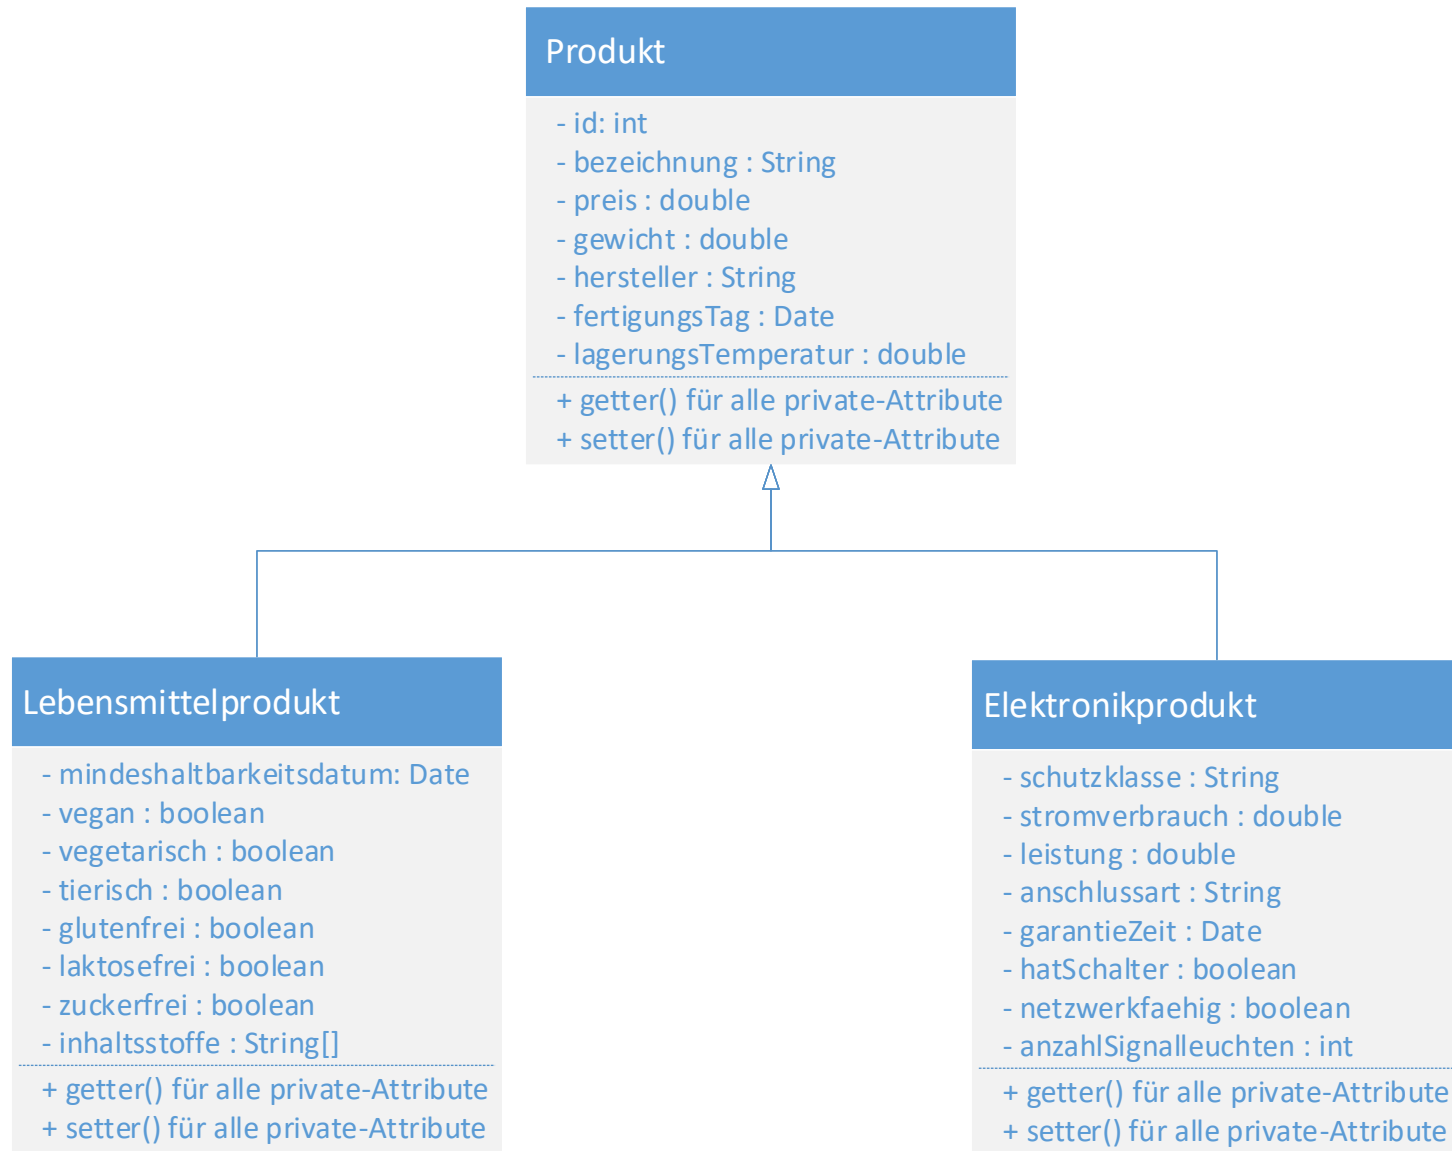 Produkt
- id: int
- bezeichnung : String
- preis : double
- gewicht : double
- hersteller : String
- fertigungsTag : Date
- lagerungsTemperatur : double
+ getter() für alle private-Attribute
+ setter() für alle private-Attribute
Lebensmittelprodukt
- mindeshaltbarkeitsdatum: Date
- vegan : boolean
- vegetarisch : boolean
- tierisch : boolean
- glutenfrei : boolean
- laktosefrei : boolean
- zuckerfrei : boolean
- inhaltsstoffe : String[]
+ getter() für alle private-Attribute
+ setter() für alle private-Attribute
Elektronikprodukt
- schutzklasse : String
- stromverbrauch : double
- leistung : double
- anschlussart : String
- garantieZeit : Date
- hatSchalter : boolean
- netzwerkfaehig : boolean
- anzahlSignalleuchten : int
+ getter() für alle private-Attribute
+ setter() für alle private-Attribute